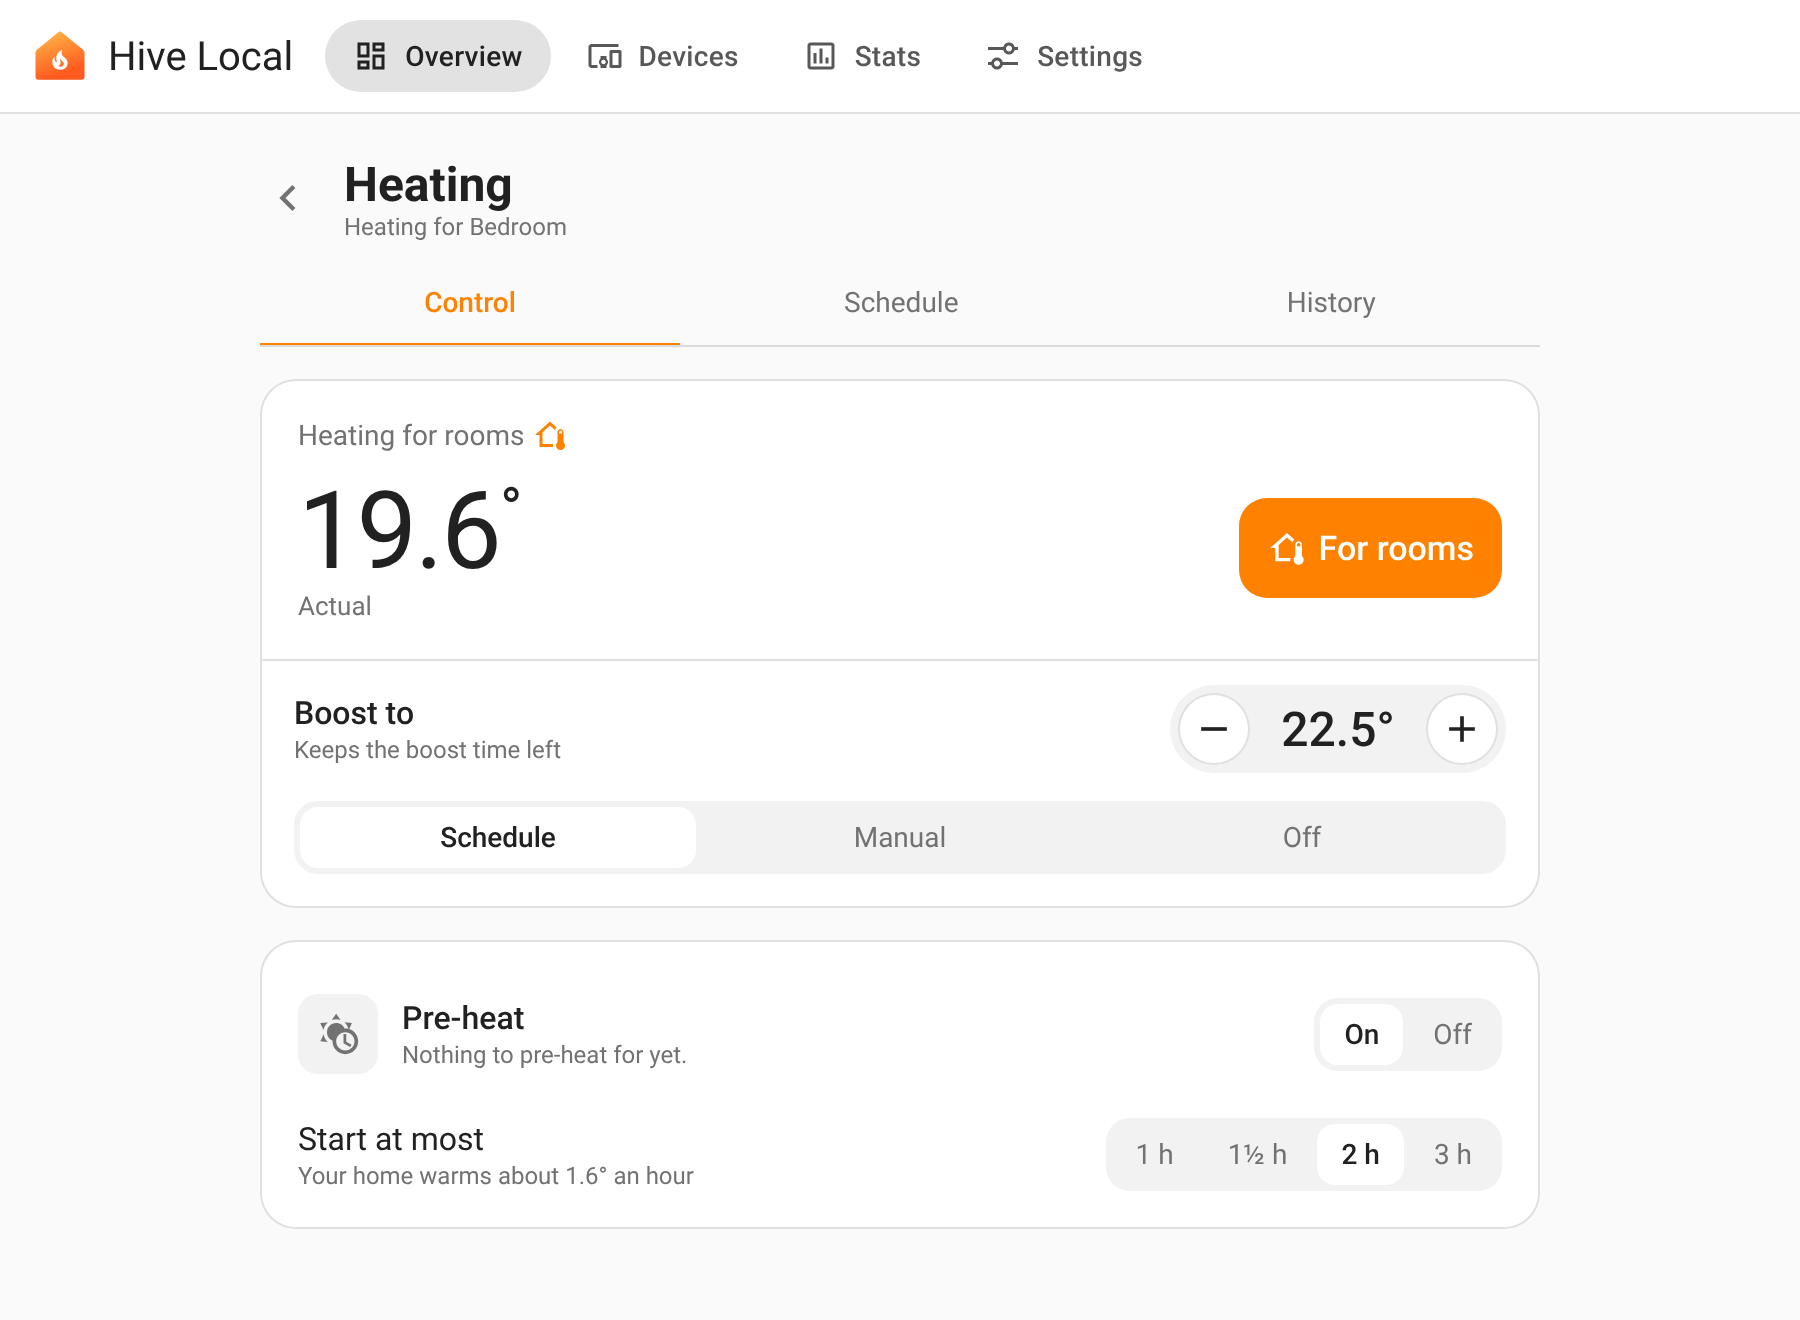 Hive Local
Overview
Devices
Stats
Settings
Heating
Heating for Bedroom
Control
Schedule
History
Heating for rooms
19.6°
Actual
For rooms
Boost to
Keeps the boost time left
22.5°
Schedule
Manual
Off
Pre-heat
Nothing to pre-heat for yet.
On
Off
Start at most
Your home warms about 1.6° an hour
1 h
1½ h
2 h
3 h